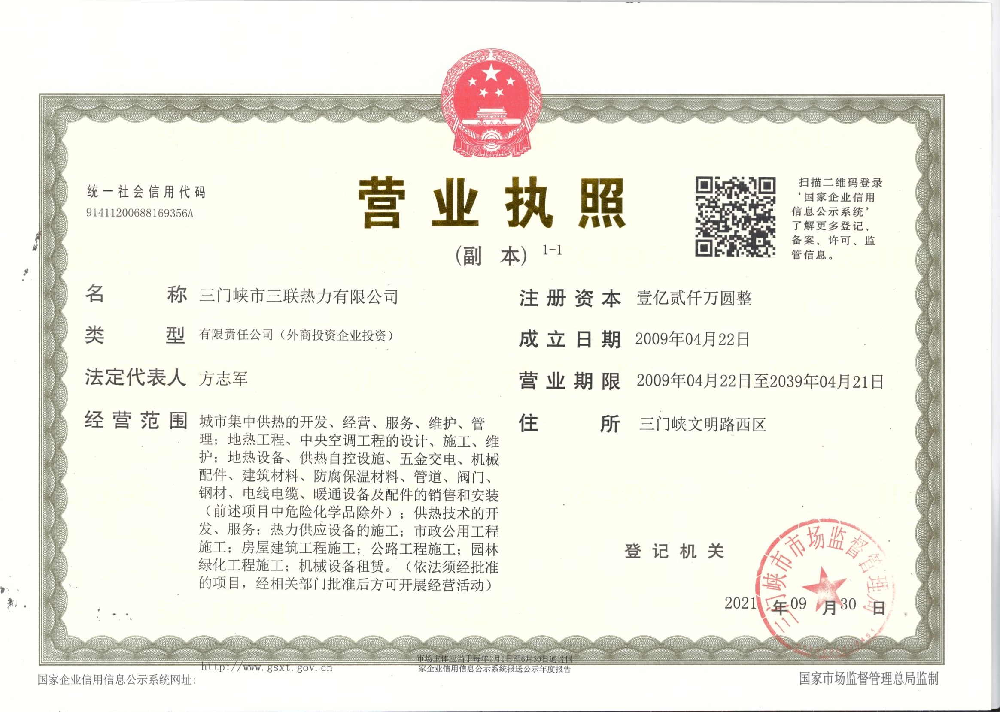 统一社会信用代码
91411200688169356A
营业执照
(副 本) 1-1
扫描二维码登录
‘国家企业信用
信息公示系统’
了解更多登记、
备案、许可、监
管信息。
名 称 三门峡市三联热力有限公司
类 型 有限责任公司（外商投资企业投资）
法定代表人 方志军
经营范围 城市集中供热的开发、经营、服务、维护、管
理；地热工程、中央空调工程的设计、施工、维
护；地热设备、供热自控设施、五金交电、机械
配件、建筑材料、防腐保温材料、管道、阀门、
钢材、电线电缆、暖通设备及配件的销售和安装
（前述项目中危险化学品除外）；供热技术的开
发、服务；热力供应设备的施工；市政公用工程
施工；房屋建筑工程施工；公路工程施工；园林
绿化工程施工；机械设备租赁。（依法须经批准
的项目，经相关部门批准后方可开展经营活动）
注册资本 壹亿贰仟万圆整
成立日期 2009年04月22日
营业期限 2009年04月22日至2039年04月21日
住 所 三门峡文明路西区
登记机关
三门峡市市场监督管理局
2021 年 09 月 30 日
国家企业信用信息公示系统网址:
http://www.gsxt.gov.cn
市场主体应当于每年1月1日至6月30日通过国
家企业信用信息公示系统报送公示年度报告
国家市场监督管理总局监制